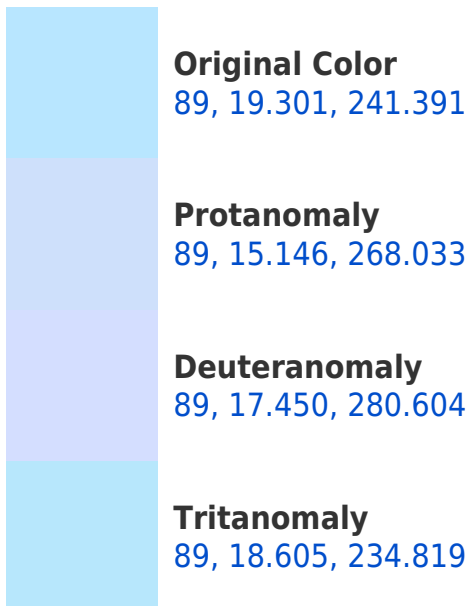 Original Color
89, 19.301, 241.391
Protanomaly
89, 15.146, 268.033
Deuteranomaly
89, 17.450, 280.604
Tritanomaly
89, 18.605, 234.819